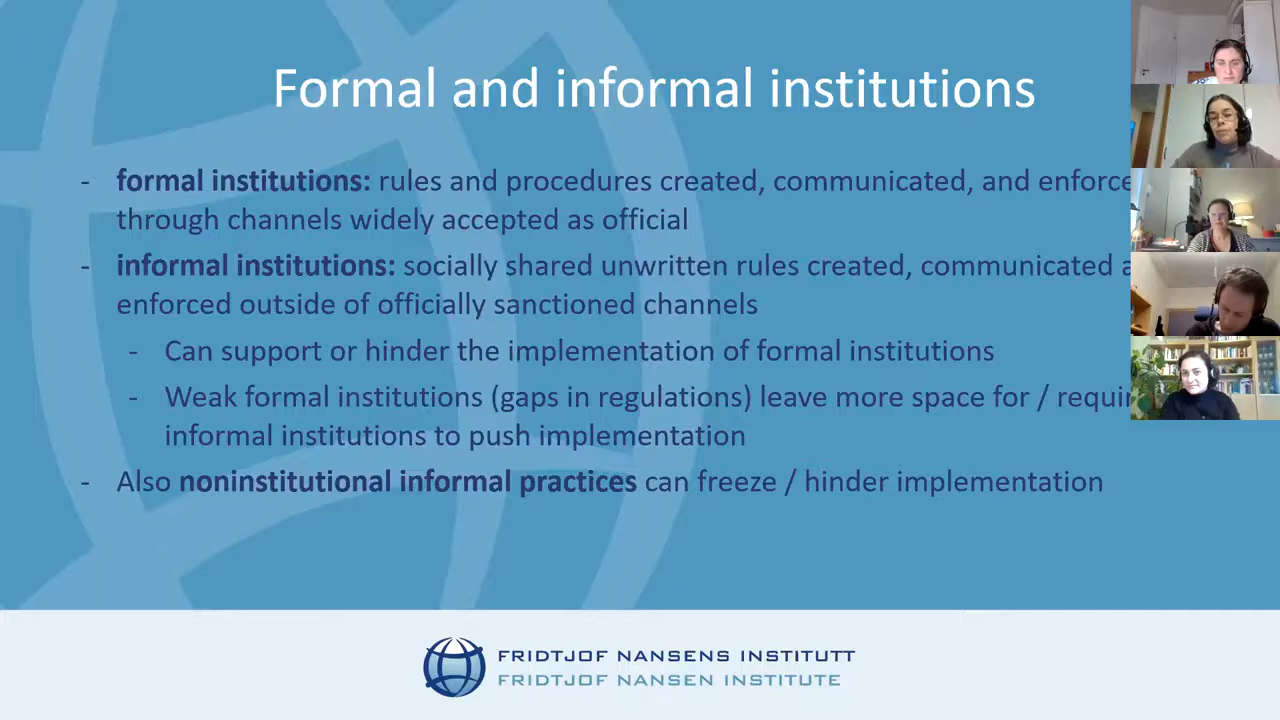 Formal and informal institutions
- formal institutions: rules and procedures created, communicated, and
through channels widely accepted as official
- informal institutions: socially shared unwritten rules created, communicated
enforced outside of officially sanctioned channels
- Can support or hinder the implementation of formal institutions
- Weak formal institutions (gaps in regulations) leave more space for /
informal institutions to push implementation
- Also noninstitutional informal practices can freeze / hinder implementation
FRIDTJOF NANSENS INSTITUTT
FRIDTJOF NANSEN INSTITUTE